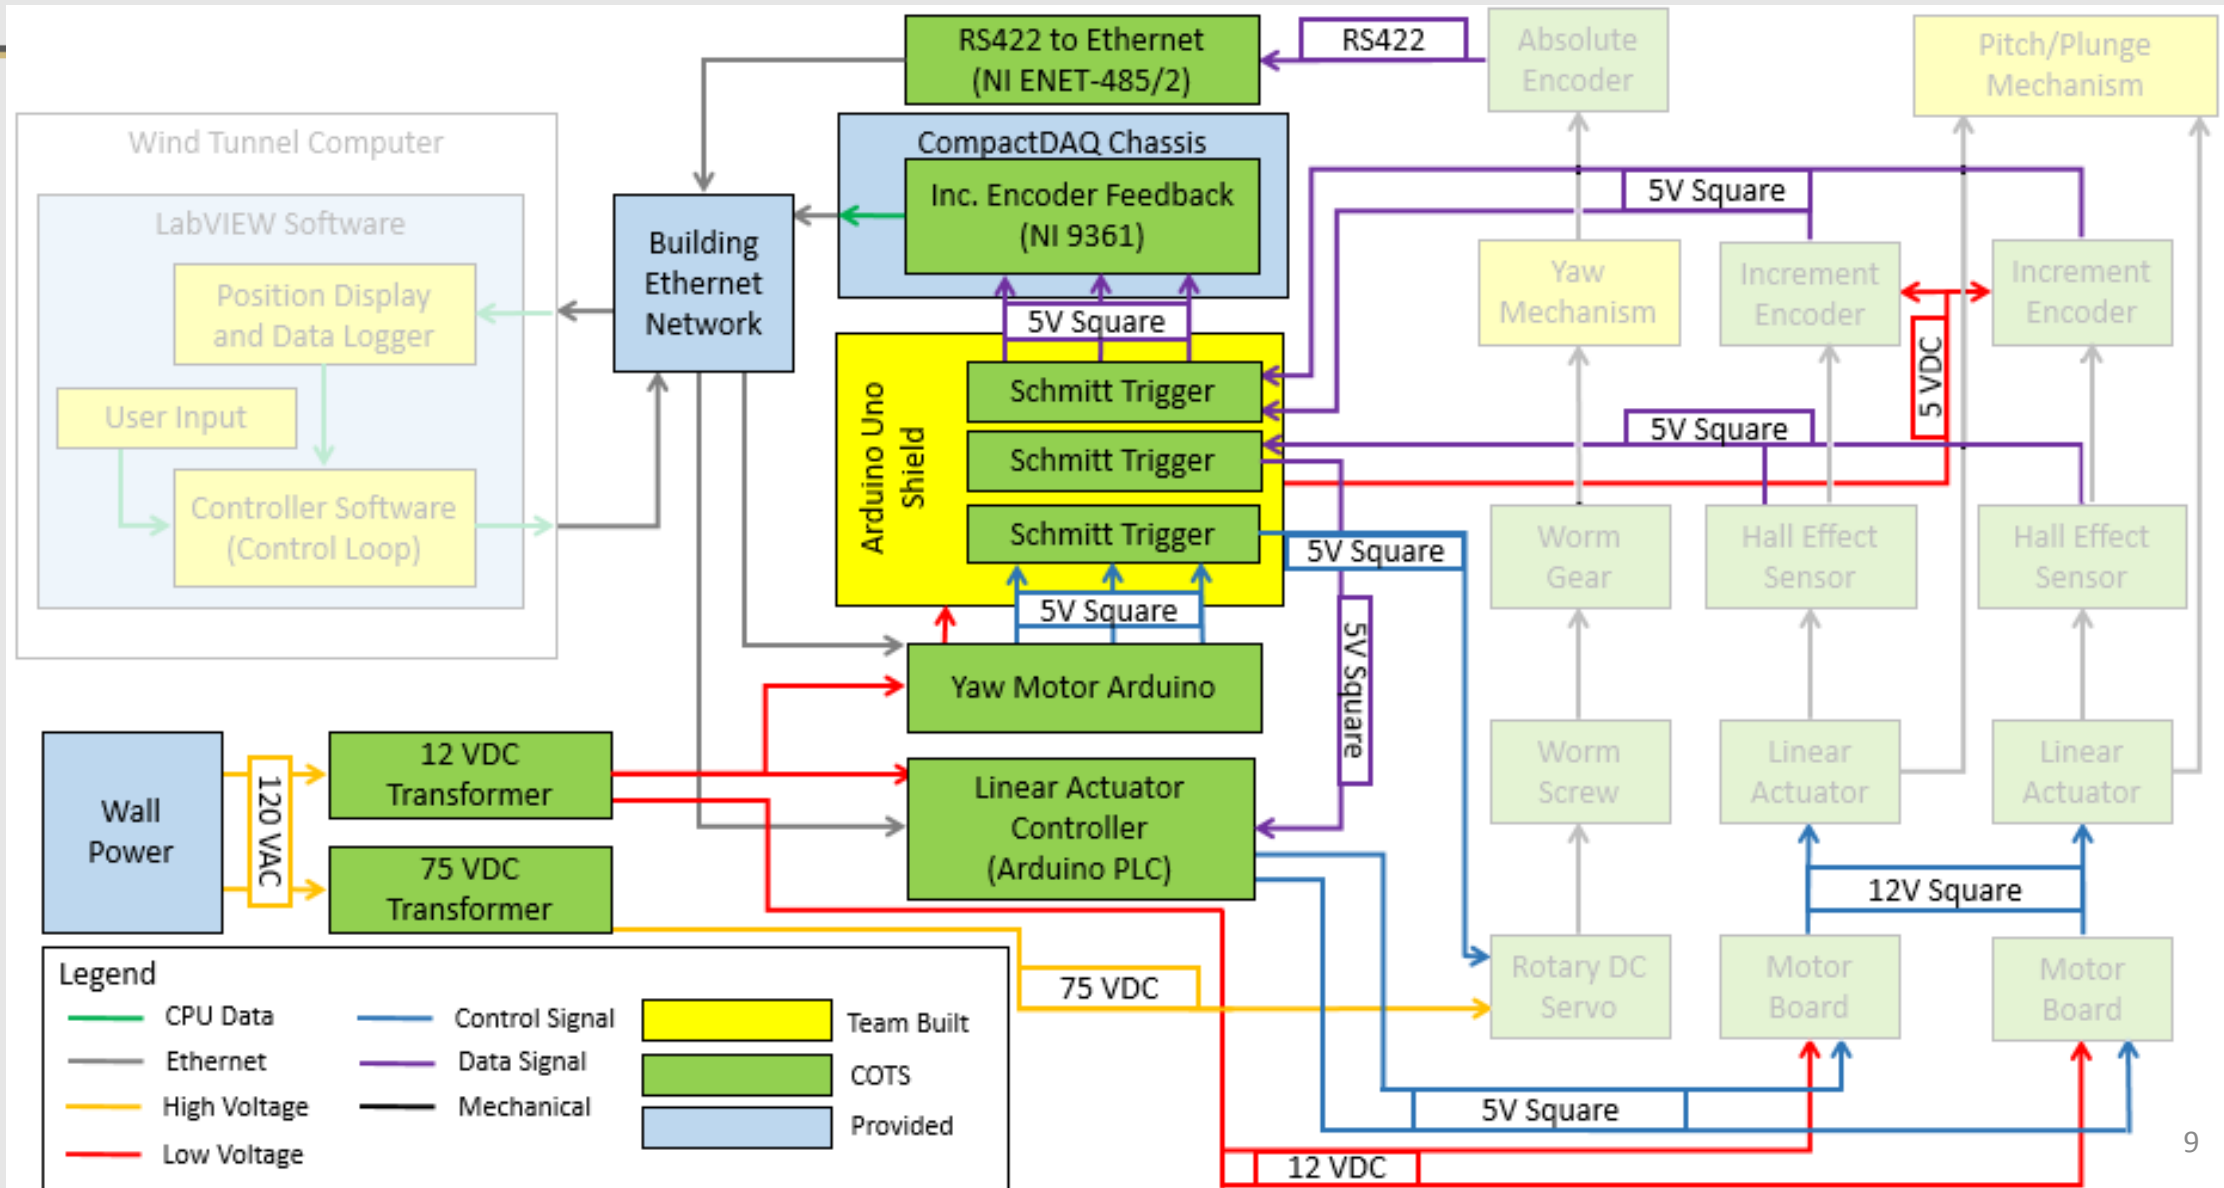 RS422 to Ethernet
(NI ENET-485/2)
RS422
Absolute
Encoder
Pitch/Plunge
Mechanism
Wind Tunnel Computer
CompactDAQ Chassis
Inc. Encoder Feedback
(NI 9361)
5V Square
LabVIEW Software
Position Display
and Data Logger
User Input
Controller Software
(Control Loop)
Building
Ethernet
Network
5V Square
Yaw
Mechanism
Increment
Encoder
Increment
Encoder
5 VDC
Arduino Uno
Shield
Schmitt Trigger
Schmitt Trigger
Schmitt Trigger
5V Square
5V Square
5V Square
5V Square
Worm
Gear
Hall Effect
Sensor
Hall Effect
Sensor
Yaw Motor Arduino
Wall
Power
120 VAC
12 VDC
Transformer
75 VDC
Transformer
Linear Actuator
Controller
(Arduino PLC)
Worm
Screw
Linear
Actuator
Linear
Actuator
12V Square
Rotary DC
Servo
Motor
Board
Motor
Board
75 VDC
5V Square
12 VDC
Legend
CPU Data
Ethernet
High Voltage
Low Voltage
Control Signal
Data Signal
Mechanical
Team Built
COTS
Provided
9